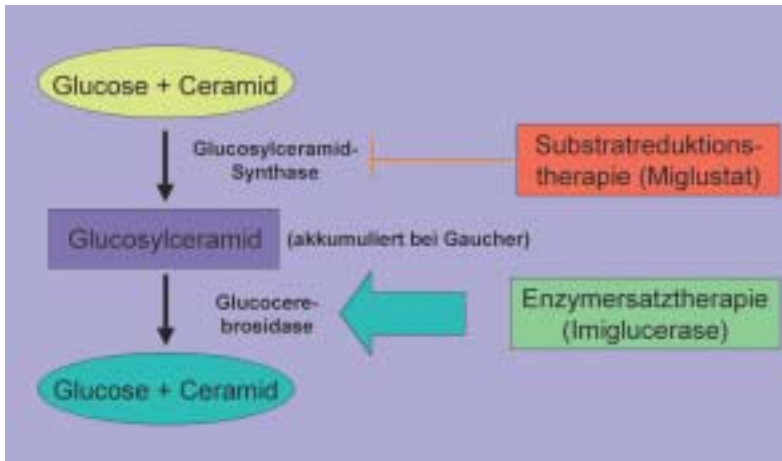 Glucose + Ceramid
Glucosylceramid-
Synthase
Substratreduktions-
therapie (Miglustat)
Glucosylceramid
(akkumuliert bei Gaucher)
Glucocere-
brosidase
Enzymersatztherapie
(Imiglucerase)
Glucose + Ceramid